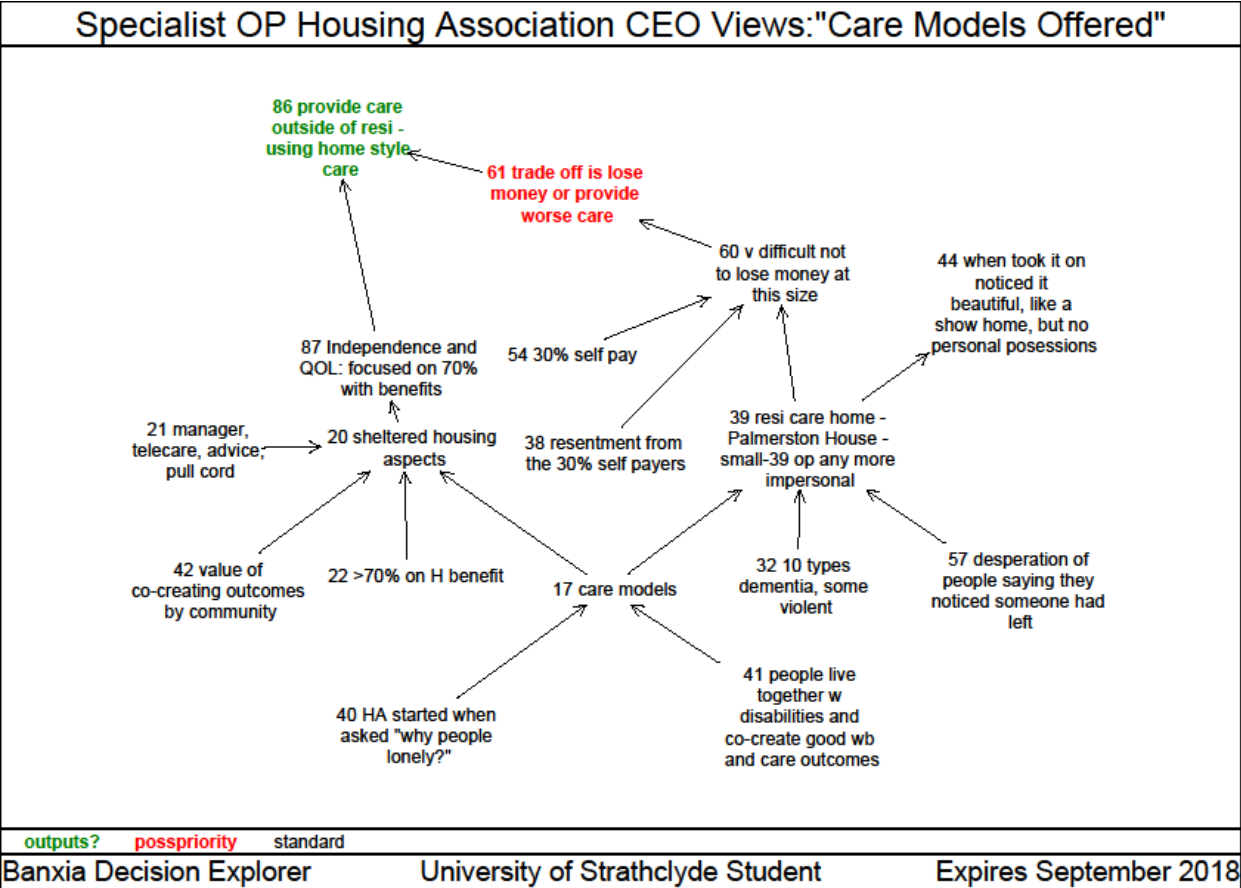 Specialist OP Housing Association CEO Views:"Care Models Offered"
86 provide care
outside of resi -
using home style
care
61 trade off is lose
money or provide
worse care
60 v difficult not
to lose money at
this size
44 when took it on
noticed it
beautiful, like a
show home, but no
personal posessions
87 Independence and
QOL: focused on 70%
with benefits
54 30% self pay
21 manager,
telecare, advice,
pull cord
20 sheltered housing
aspects
38 resentment from
the 30% self payers
39 resi care home -
Palmerston House -
small-39 op any more
impersonal
42 value of
co-creating outcomes
by community
22 >70% on H benefit
17 care models
32 10 types
dementia, some
violent
57 desperation of
people saying they
noticed someone had
left
40 HA started when
asked "why people
lonely?"
41 people live
together w
disabilities and
co-create good wb
and care outcomes
outputs? posspriority standard
Banxia Decision Explorer University of Strathclyde Student Expires September 2018